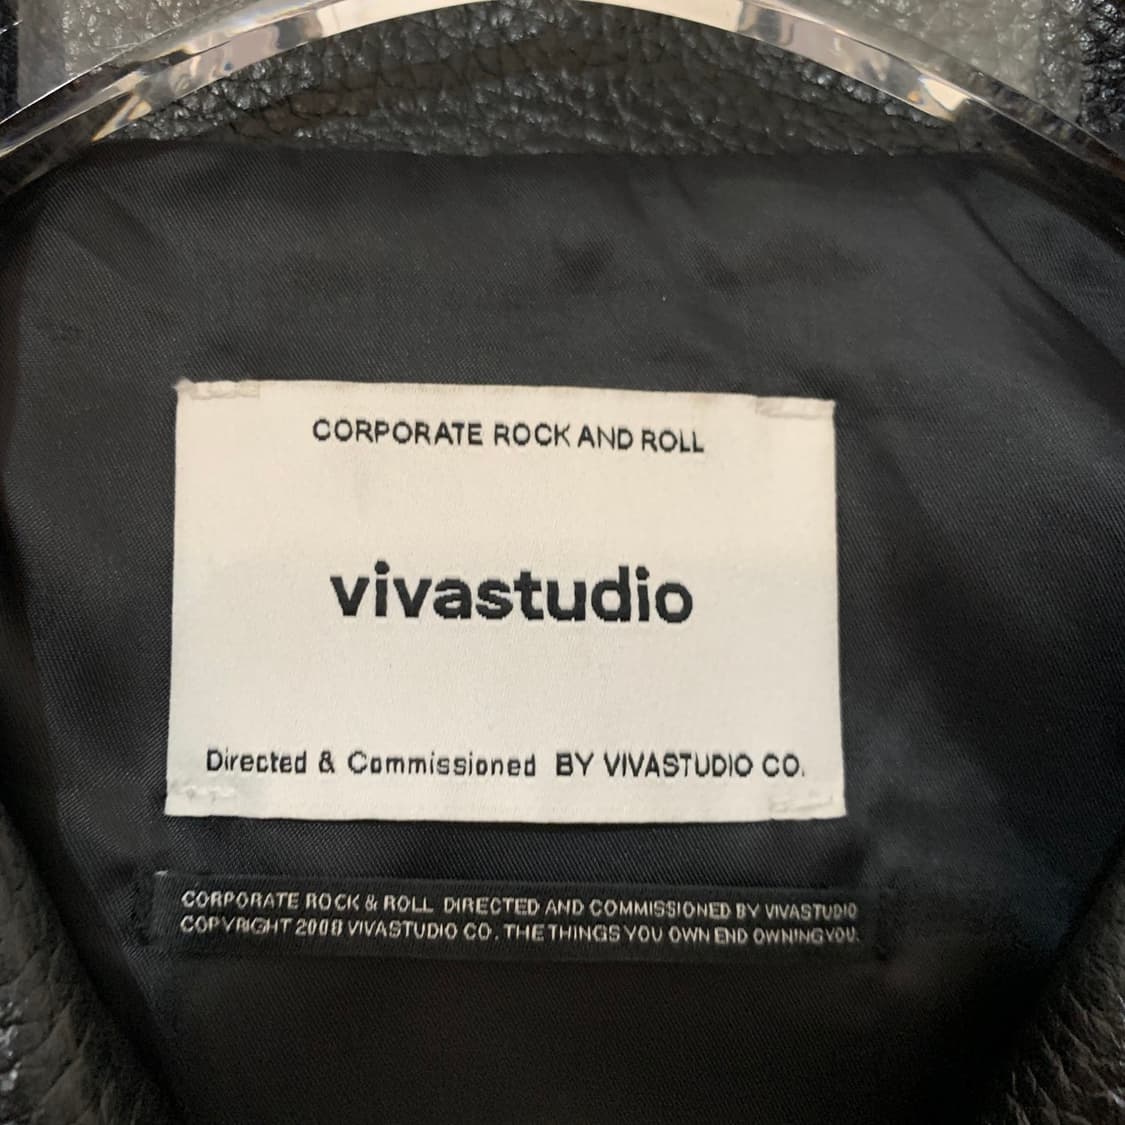 CORPORATE ROCK AND ROLL
vivastudio
Directed & Commissioned BY VIVASTUDIO CO.
CORPORATE ROCK & ROLL DIRECTED AND COMMISSIONED BY VIVASTUDIO
COPYRIGHT 2008 VIVASTUDIO CO. THE THINGS YOU OWN END OWNING YOU.